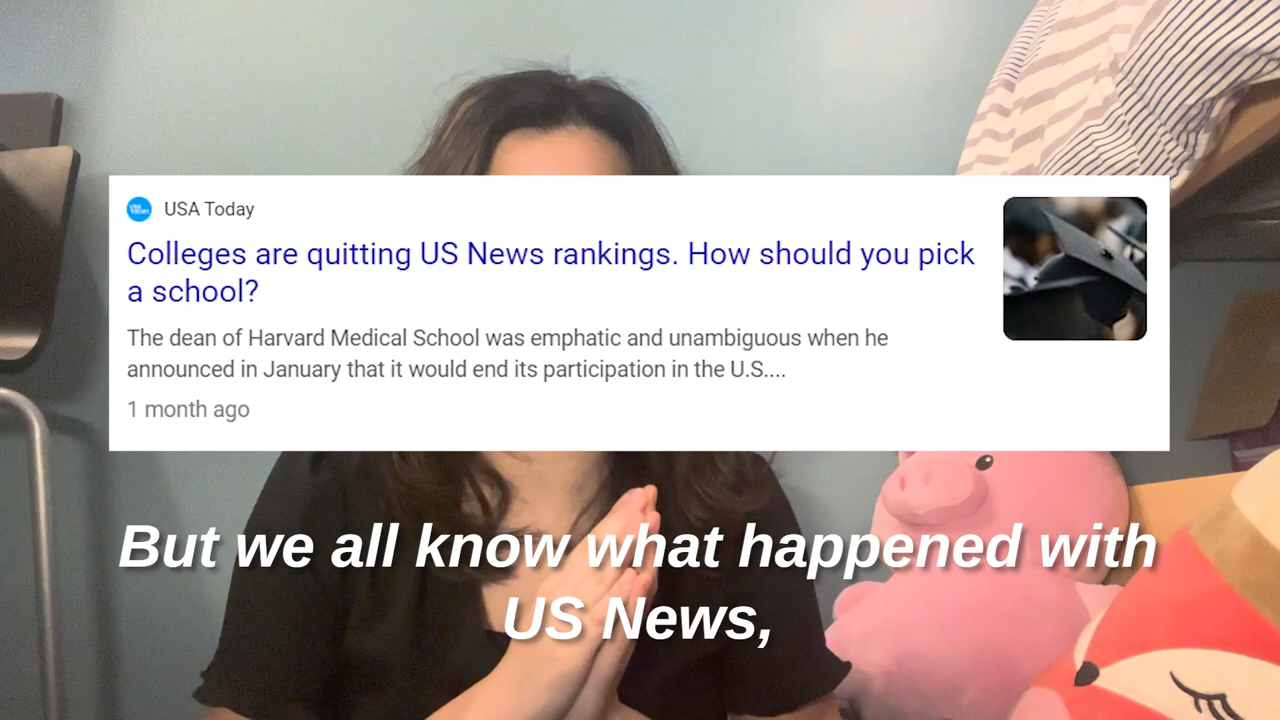 USA Today
Colleges are quitting US News rankings. How should you pick
a school?
The dean of Harvard Medical School was emphatic and unambiguous when he
announced in January that it would end its participation in the U.S....
1 month ago
But we all know what happened with
US News,